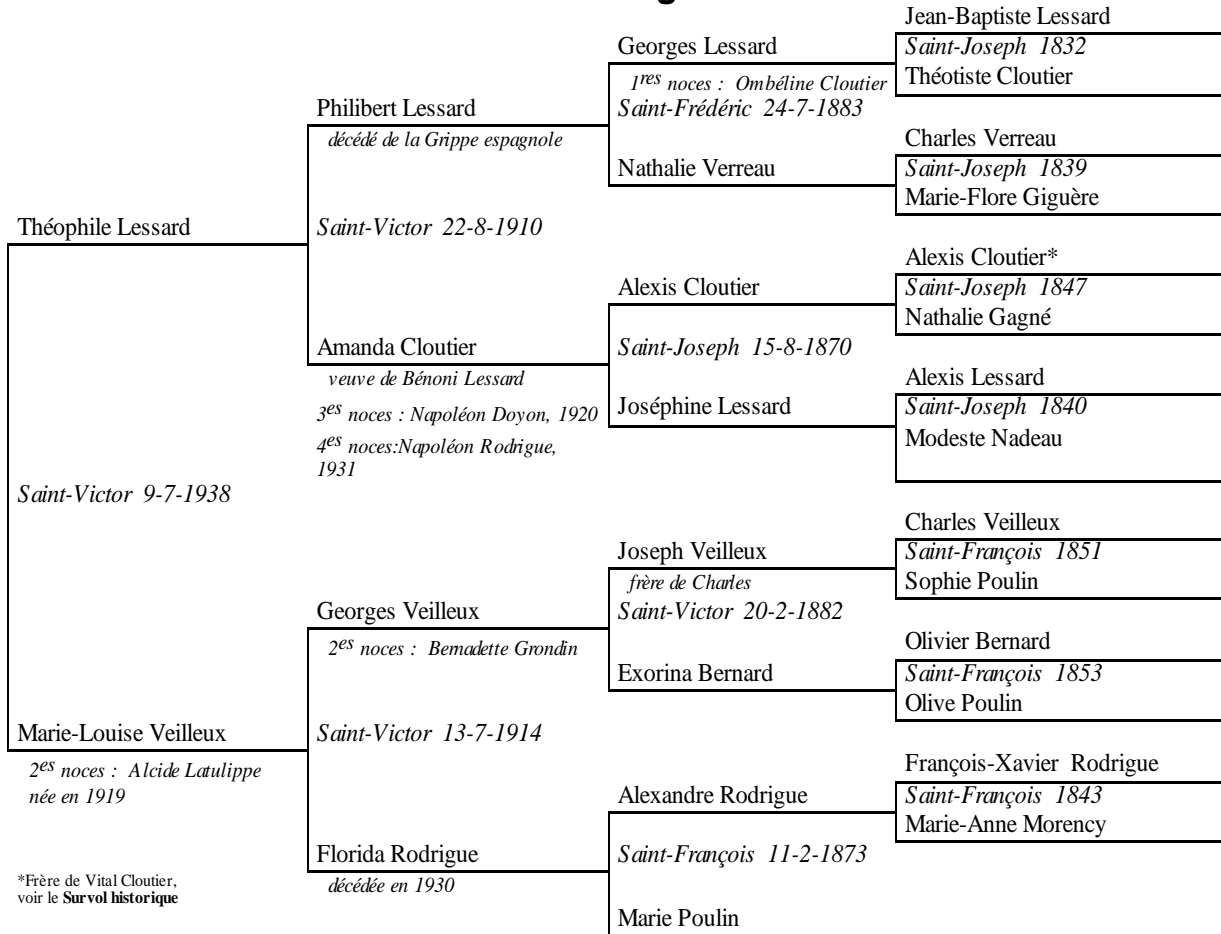 Théophile Lessard
Saint-Victor 9-7-1938
Marie-Louise Veilleux
2es noces : Alcide Latulippe
née en 1919
*Frère de Vital Cloutier,
voir le Survol historique
Philibert Lessard
décédé de la Grippe espagnole
Saint-Victor 22-8-1910
Amanda Cloutier
veuve de Bénoni Lessard
3es noces : Napoléon Doyon, 1920
4es noces:Napoléon Rodrigue,
1931
Georges Veilleux
2es noces : Bernadette Grondin
Saint-Victor 13-7-1914
Florida Rodrigue
décédée en 1930
Georges Lessard
1res noces : Ombéline Cloutier
Saint-Frédéric 24-7-1883
Nathalie Verreau
Alexis Cloutier
Saint-Joseph 15-8-1870
Joséphine Lessard
Joseph Veilleux
frère de Charles
Saint-Victor 20-2-1882
Exorina Bernard
Alexandre Rodrigue
Saint-François 11-2-1873
Marie Poulin
Jean-Baptiste Lessard
Saint-Joseph 1832
Théotiste Cloutier
Charles Verreau
Saint-Joseph 1839
Marie-Flore Giguère
Alexis Cloutier*
Saint-Joseph 1847
Nathalie Gagné
Alexis Lessard
Saint-Joseph 1840
Modeste Nadeau
Charles Veilleux
Saint-François 1851
Sophie Poulin
Olivier Bernard
Saint-François 1853
Olive Poulin
François-Xavier Rodrigue
Saint-François 1843
Marie-Anne Morency